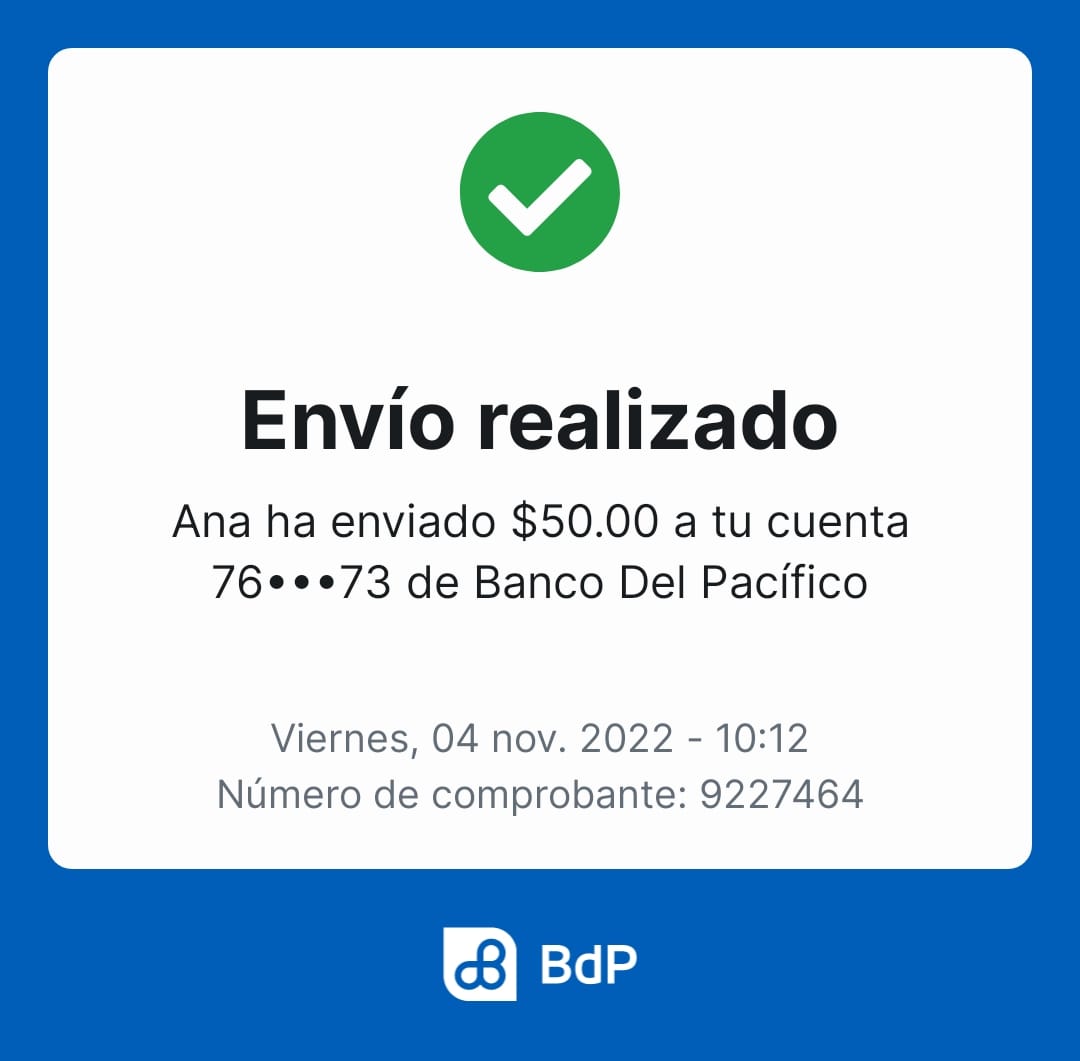 Envío realizado
Ana ha enviado $50.00 a tu cuenta
76•••73 de Banco Del Pacífico
Viernes, 04 nov. 2022 - 10:12
Número de comprobante: 9227464
BdP